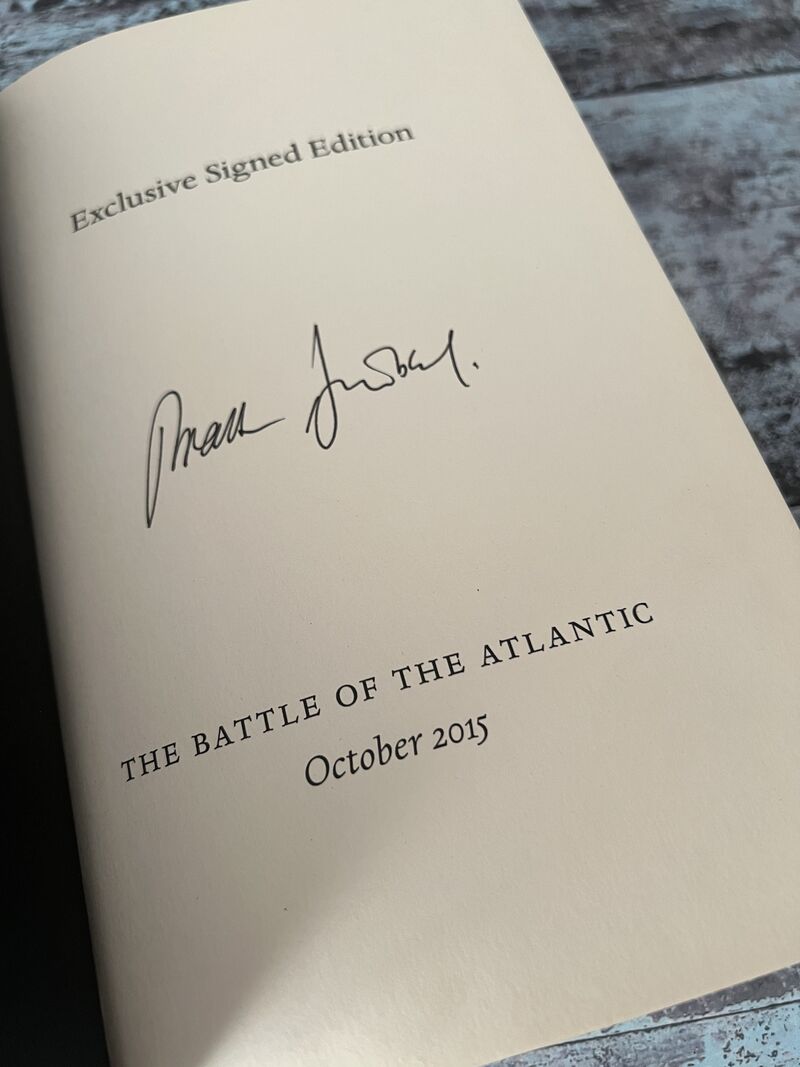 Exclusive Signed Edition
THE BATTLE OF THE ATLANTIC
October 2015